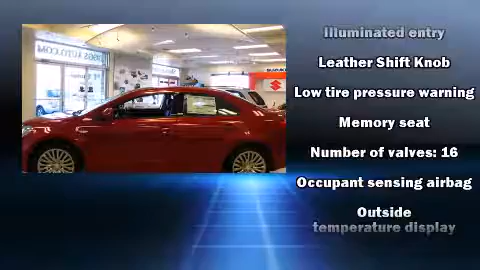 Illuminated entry
Leather Shift Knob
Low tire pressure warning
Memory seat
Number of valves: 16
Occupant sensing airbag
Outside
temperature display